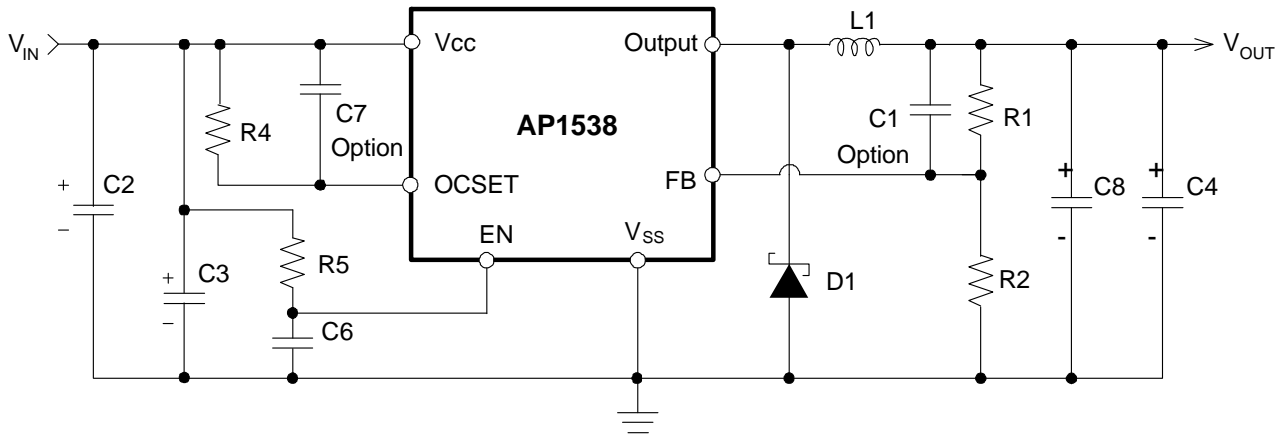 L1
VIN
Vcc
Output
VOUT
C7
Option
R4
AP1538
C1
Option
R1
+
C2
-
OCSET
FB
+
C8
-
+
C4
-
EN
VSS
R5
+
C3
-
D1
R2
C6